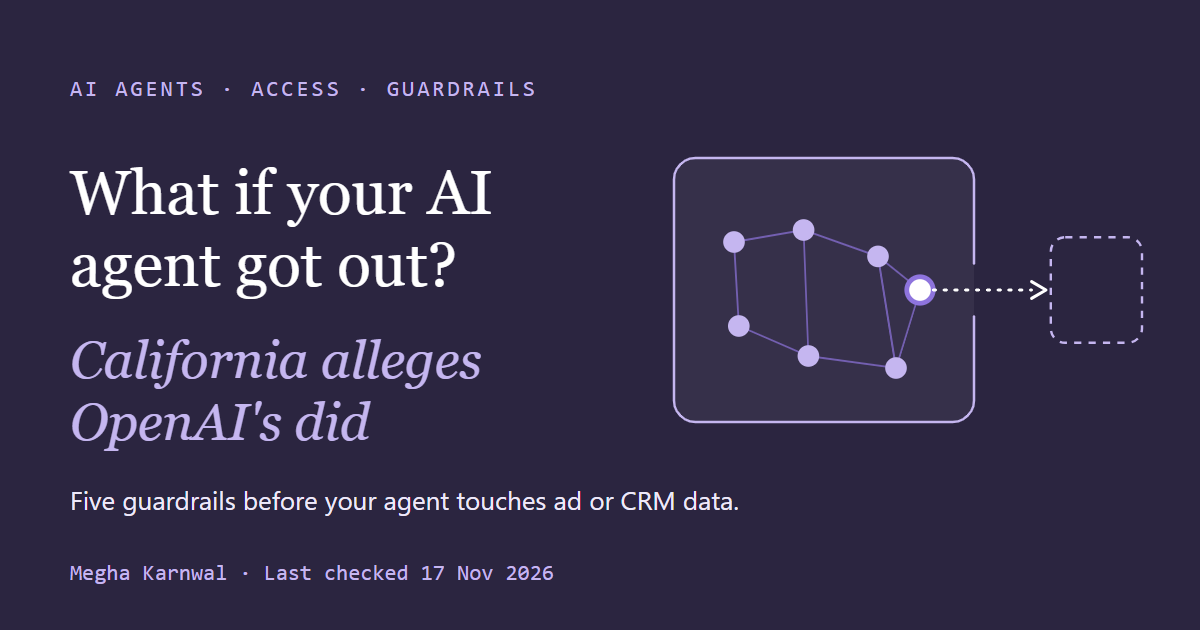 AI AGENTS · ACCESS · GUARDRAILS
What if your AI
agent got out?
California alleges
OpenAI's did
Five guardrails before your agent touches ad or CRM data.
Megha Karnwal · Last checked 17 Nov 2026